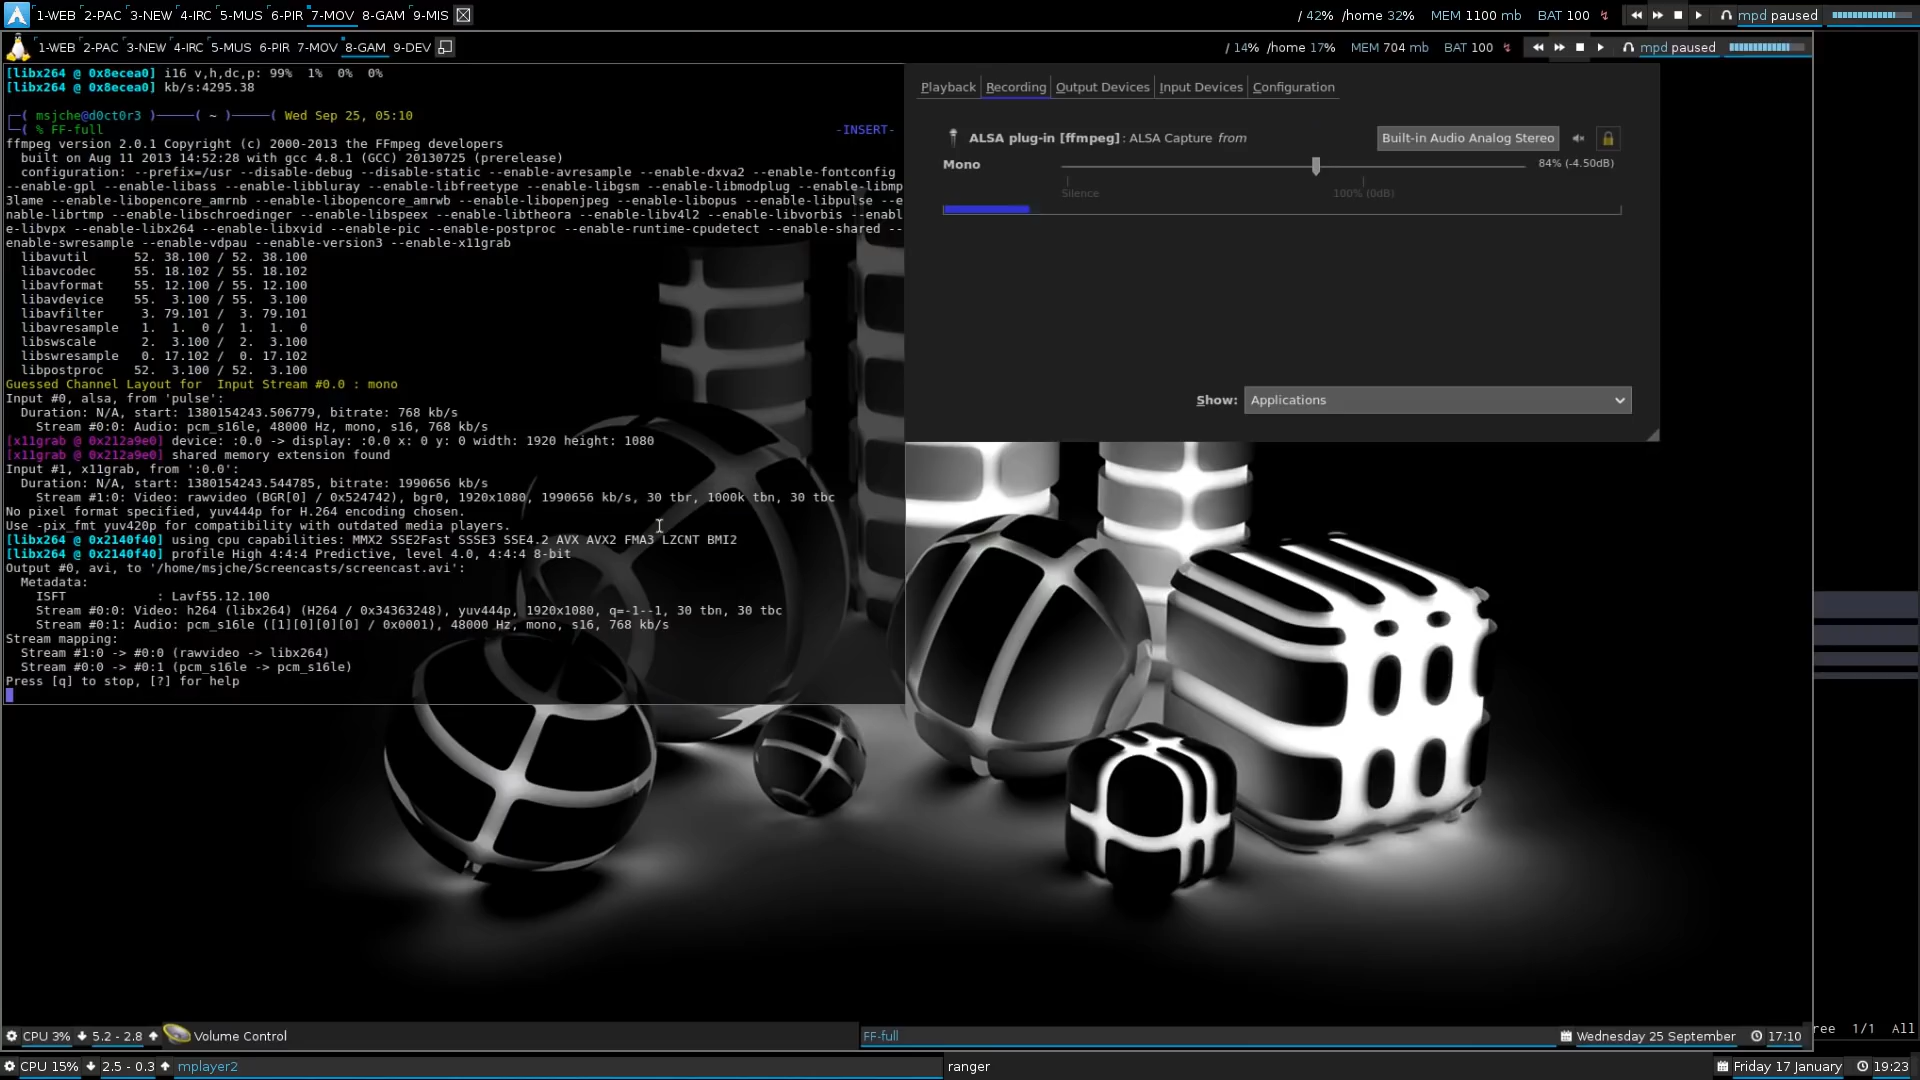 1-WEB 2-PAC 3-NEW 4-IRC 5-MUS 6-PIR 7-MOV 8-GAM 9-MIS / 42% /home 32% MEM 1100 mb BAT 100 mpd paused
1-WEB 2-PAC 3-NEW 4-IRC 5-MUS 6-PIR 7-MOV 8-GAM 9-DEV / 14% /home 17% MEM 704 mb BAT 100 mpd paused
[libx264 @ 0x8ecea0] i16 v,h,dc,p: 99% 1% 0% 0%
[libx264 @ 0x8ecea0] kb/s:4295.38
( msjche@d0ct0r3 )-----( ~ )-----( Wed Sep 25, 05:10
( % FF-full -INSERT-
ffmpeg version 2.0.1 Copyright (c) 2000-2013 the FFmpeg developers
built on Aug 11 2013 14:52:28 with gcc 4.8.1 (GCC) 20130725 (prerelease)
configuration: --prefix=/usr --disable-debug --disable-static --enable-avresample --enable-dxva2 --enable-fontconfig
--enable-gpl --enable-libass --enable-libbluray --enable-libfreetype --enable-libgsm --enable-libmodplug --enable-libmp
3lame --enable-libopencore_amrnb --enable-libopencore_amrwb --enable-libopenjpeg --enable-libopus --enable-libpulse --e
nable-librtmp --enable-libschroedinger --enable-libspeex --enable-libtheora --enable-libv4l2 --enable-libvorbis --enabl
e-libvpx --enable-libx264 --enable-libxvid --enable-pic --enable-postproc --enable-runtime-cpudetect --enable-shared --
enable-swresample --enable-vdpau --enable-version3 --enable-x11grab
libavutil 52. 38.100 / 52. 38.100
libavcodec 55. 18.102 / 55. 18.102
libavformat 55. 12.100 / 55. 12.100
libavdevice 55. 3.100 / 55. 3.100
libavfilter 3. 79.101 / 3. 79.101
libavresample 1. 1. 0 / 1. 1. 0
libswscale 2. 3.100 / 2. 3.100
libswresample 0. 17.102 / 0. 17.102
libpostproc 52. 3.100 / 52. 3.100
Guessed Channel Layout for Input Stream #0.0 : mono
Input #0, alsa, from 'pulse':
Duration: N/A, start: 1380154243.506779, bitrate: 768 kb/s
Stream #0:0: Audio: pcm_s16le, 48000 Hz, mono, s16, 768 kb/s
[x11grab @ 0x212a9e0] device: :0.0 -> display: :0.0 x: 0 y: 0 width: 1920 height: 1080
[x11grab @ 0x212a9e0] shared memory extension found
Input #1, x11grab, from ':0.0':
Duration: N/A, start: 1380154243.544785, bitrate: 1990656 kb/s
Stream #1:0: Video: rawvideo (BGR[0] / 0x524742), bgr0, 1920x1080, 1990656 kb/s, 30 tbr, 1000k tbn, 30 tbc
No pixel format specified, yuv444p for H.264 encoding chosen.
Use -pix_fmt yuv420p for compatibility with outdated media players.
[libx264 @ 0x2140f40] using cpu capabilities: MMX2 SSE2Fast SSSE3 SSE4.2 AVX AVX2 FMA3 LZCNT BMI2
[libx264 @ 0x2140f40] profile High 4:4:4 Predictive, level 4.0, 4:4:4 8-bit
Output #0, avi, to '/home/msjche/Screencasts/screencast.avi':
Metadata:
ISFT : Lavf55.12.100
Stream #0:0: Video: h264 (libx264) (H264 / 0x34363248), yuv444p, 1920x1080, q=-1--1, 30 tbn, 30 tbc
Stream #0:1: Audio: pcm_s16le ([1][0][0][0] / 0x0001), 48000 Hz, mono, s16, 768 kb/s
Stream mapping:
Stream #1:0 -> #0:0 (rawvideo -> libx264)
Stream #0:0 -> #0:1 (pcm_s16le -> pcm_s16le)
Press [q] to stop, [?] for help
Playback Recording Output Devices Input Devices Configuration
ALSA plug-in [ffmpeg]: ALSA Capture from Built-in Audio Analog Stereo
Mono 84% (-4.50dB)
Silence 100% (0dB)
Show: Applications
ree 1/1 All
CPU 3% 5.2 - 2.8 Volume Control FF-full Wednesday 25 September 17:10
CPU 15% 2.5 - 0.3 mplayer2 ranger Friday 17 January 19:23